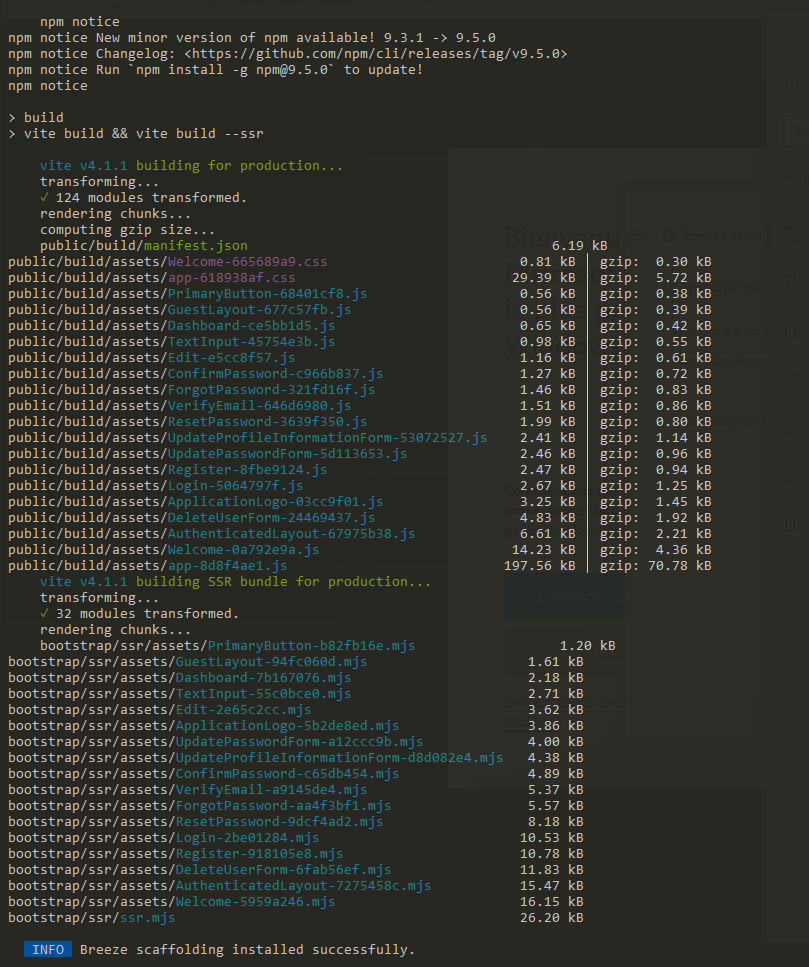 npm notice
npm notice New minor version of npm available! 9.3.1 -> 9.5.0
npm notice Changelog: <https://github.com/npm/cli/releases/tag/v9.5.0>
npm notice Run `npm install -g npm@9.5.0` to update!
npm notice
> build
> vite build && vite build --ssr
vite v4.1.1 building for production...
transforming...
✓ 124 modules transformed.
rendering chunks...
computing gzip size...
public/build/manifest.json 6.19 kB
public/build/assets/Welcome-665689a9.css 0.81 kB │ gzip: 0.30 kB
public/build/assets/app-618938af.css 29.39 kB │ gzip: 5.72 kB
public/build/assets/PrimaryButton-68401cf8.js 0.56 kB │ gzip: 0.38 kB
public/build/assets/GuestLayout-677c57fb.js 0.56 kB │ gzip: 0.39 kB
public/build/assets/Dashboard-ce5bb1d5.js 0.65 kB │ gzip: 0.42 kB
public/build/assets/TextInput-45754e3b.js 0.98 kB │ gzip: 0.55 kB
public/build/assets/Edit-e5cc8f57.js 1.16 kB │ gzip: 0.61 kB
public/build/assets/ConfirmPassword-c966b837.js 1.27 kB │ gzip: 0.72 kB
public/build/assets/ForgotPassword-321fd16f.js 1.46 kB │ gzip: 0.83 kB
public/build/assets/VerifyEmail-646d6980.js 1.51 kB │ gzip: 0.86 kB
public/build/assets/ResetPassword-3639f350.js 1.99 kB │ gzip: 0.80 kB
public/build/assets/UpdateProfileInformationForm-53072527.js 2.41 kB │ gzip: 1.14 kB
public/build/assets/UpdatePasswordForm-5d113653.js 2.46 kB │ gzip: 0.96 kB
public/build/assets/Register-8fbe9124.js 2.47 kB │ gzip: 0.94 kB
public/build/assets/Login-5064797f.js 2.67 kB │ gzip: 1.25 kB
public/build/assets/ApplicationLogo-03cc9f01.js 3.25 kB │ gzip: 1.45 kB
public/build/assets/DeleteUserForm-24469437.js 4.83 kB │ gzip: 1.92 kB
public/build/assets/AuthenticatedLayout-67975b38.js 6.61 kB │ gzip: 2.21 kB
public/build/assets/Welcome-0a792e9a.js 14.23 kB │ gzip: 4.36 kB
public/build/assets/app-8d8f4ae1.js 197.56 kB │ gzip: 70.78 kB
vite v4.1.1 building SSR bundle for production...
transforming...
✓ 32 modules transformed.
rendering chunks...
bootstrap/ssr/assets/PrimaryButton-b82fb16e.mjs 1.20 kB
bootstrap/ssr/assets/GuestLayout-94fc060d.mjs 1.61 kB
bootstrap/ssr/assets/Dashboard-7b167076.mjs 2.18 kB
bootstrap/ssr/assets/TextInput-55c0bce0.mjs 2.71 kB
bootstrap/ssr/assets/Edit-2e65c2cc.mjs 3.62 kB
bootstrap/ssr/assets/ApplicationLogo-5b2de8ed.mjs 3.86 kB
bootstrap/ssr/assets/UpdatePasswordForm-a12ccc9b.mjs 4.00 kB
bootstrap/ssr/assets/UpdateProfileInformationForm-d8d082e4.mjs 4.38 kB
bootstrap/ssr/assets/ConfirmPassword-c65db454.mjs 4.89 kB
bootstrap/ssr/assets/VerifyEmail-a9145de4.mjs 5.37 kB
bootstrap/ssr/assets/ForgotPassword-aa4f3bf1.mjs 5.57 kB
bootstrap/ssr/assets/ResetPassword-9dcf4ad2.mjs 8.18 kB
bootstrap/ssr/assets/Login-2be01284.mjs 10.53 kB
bootstrap/ssr/assets/Register-918105e8.mjs 10.78 kB
bootstrap/ssr/assets/DeleteUserForm-6fab56ef.mjs 11.83 kB
bootstrap/ssr/assets/AuthenticatedLayout-7275458c.mjs 15.47 kB
bootstrap/ssr/assets/Welcome-5959a246.mjs 16.15 kB
bootstrap/ssr/ssr.mjs 26.20 kB
INFO Breeze scaffolding installed successfully.